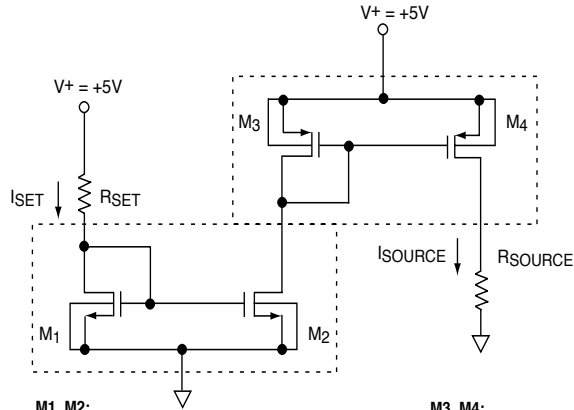 V+ = +5V
V+ = +5V
M3
M4
ISET
RSET
ISOURCE
RSOURCE
M1
M2
M1, M2:
M3, M4: